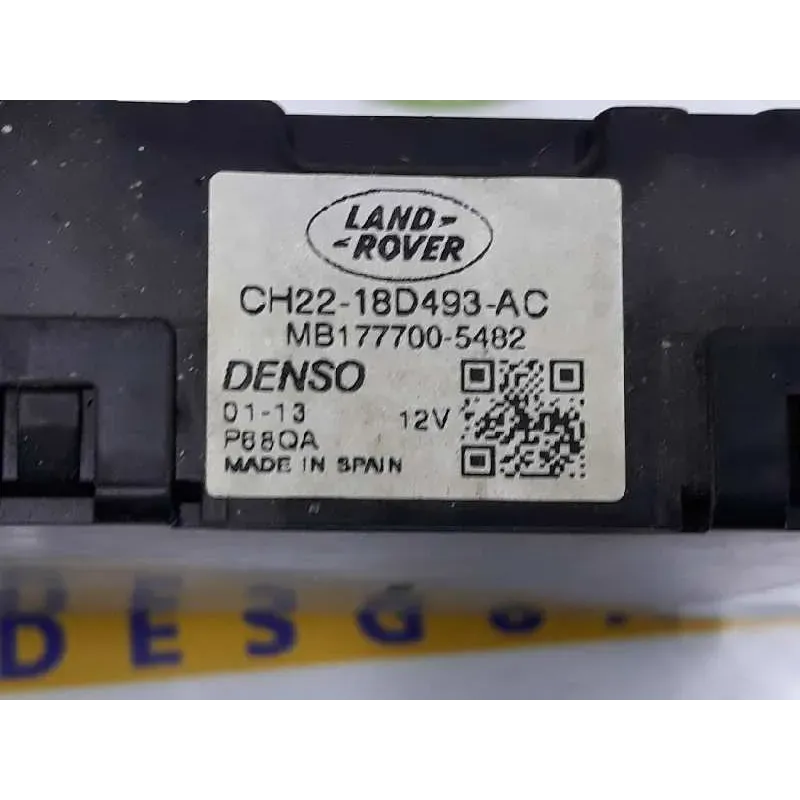 LAND-
-ROVER
CH22-18D493-AC
MB177700-5482
DENSO
01-13 12V
P88QA
MADE IN SPAIN
DESG